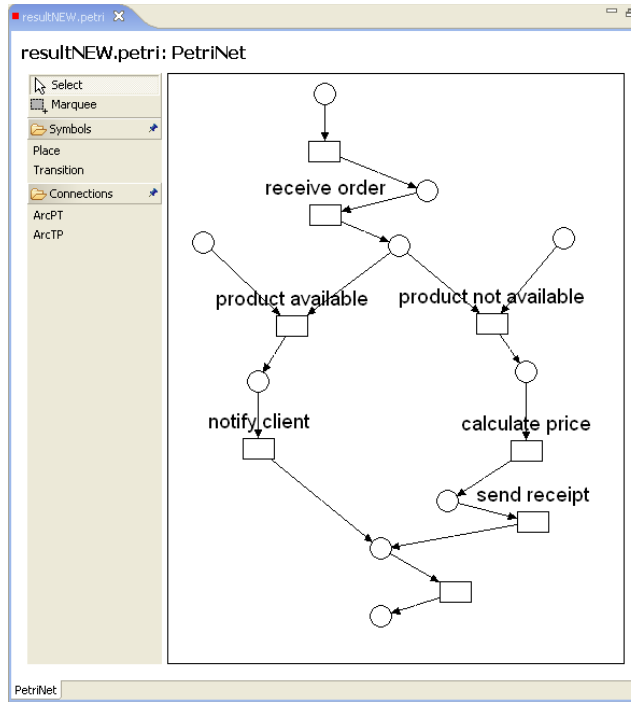 resultNEW.petri
resultNEW.petri: PetriNet
Select
Marquee
Symbols
Place
Transition
Connections
ArcPT
ArcTP
receive order
product available
product not available
notify client
calculate price
send receipt
PetriNet